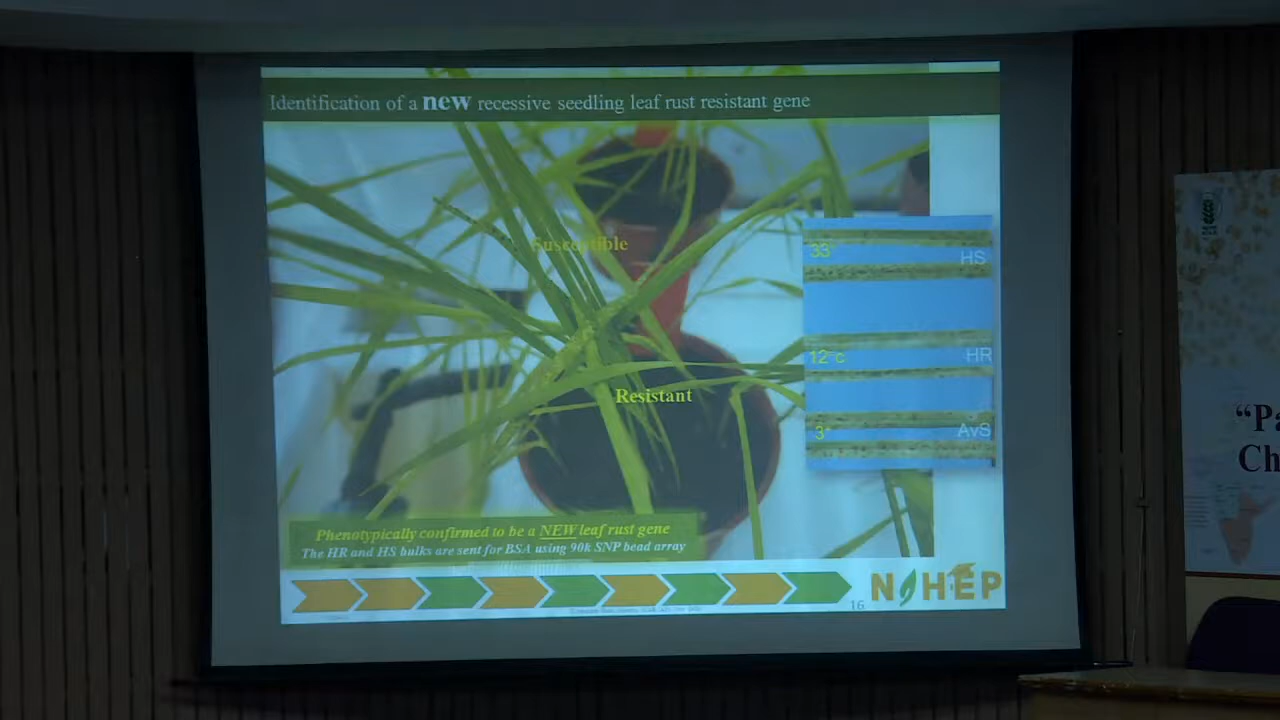 Identification of a new recessive seedling leaf rust resistant gene
Susceptible
33+
HS
12+c
HR
Resistant
3+
AvS
Phenotypically confirmed to be a NEW leaf rust gene
The HR and HS bulks are sent for BSA using 90k SNP bead array
16
NAHEP
“Pa
Ch